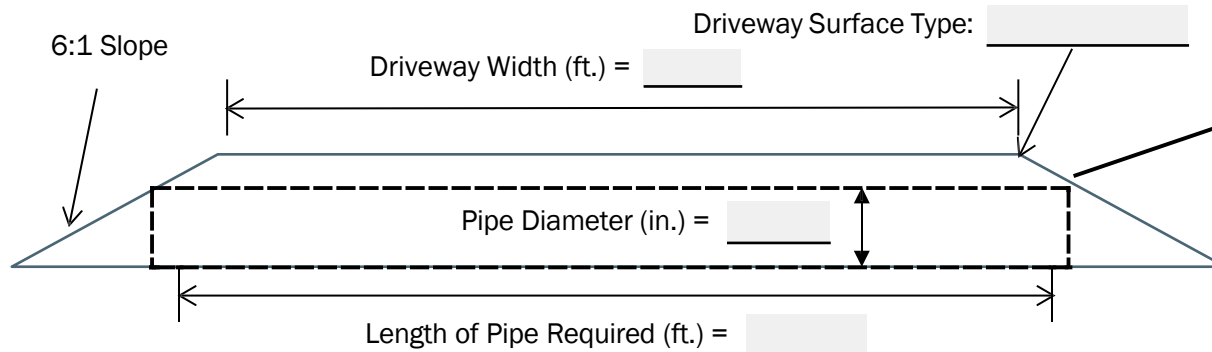 Driveway Surface Type:
6:1 Slope
Driveway Width (ft.) =
Pipe Diameter (in.) =
Length of Pipe Required (ft.) =